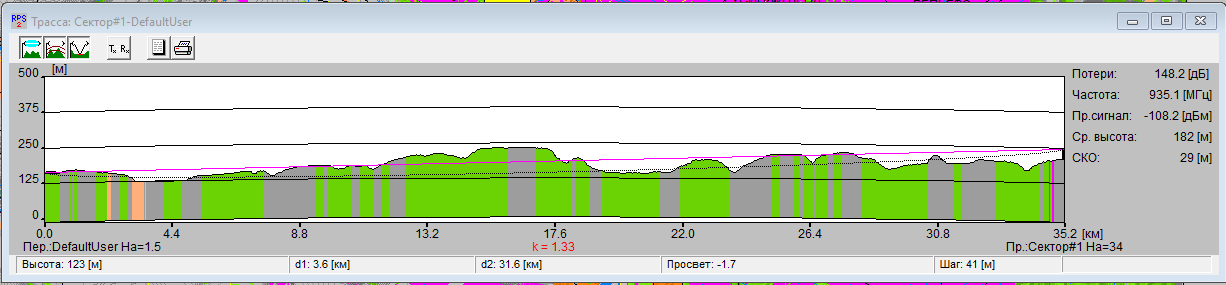 RPS 2 Трасса: Сектор#1-DefaultUser
Tx Rx
[м]
500
375
250
125
0
0.0 4.4 8.8 13.2 17.6 22.0 26.4 30.8 35.2 [км]
Пер.:DefaultUser Ha=1.5 k = 1.33 Пр.:Сектор#1 Ha=34
Потери: 148.2 [дБ]
Частота: 935.1 [МГц]
Пр.сигнал: -108.2 [дБм]
Ср. высота: 182 [м]
СКО: 29 [м]
Высота: 123 [м] d1: 3.6 [км] d2: 31.6 [км] Просвет: -1.7 Шаг: 41 [м]